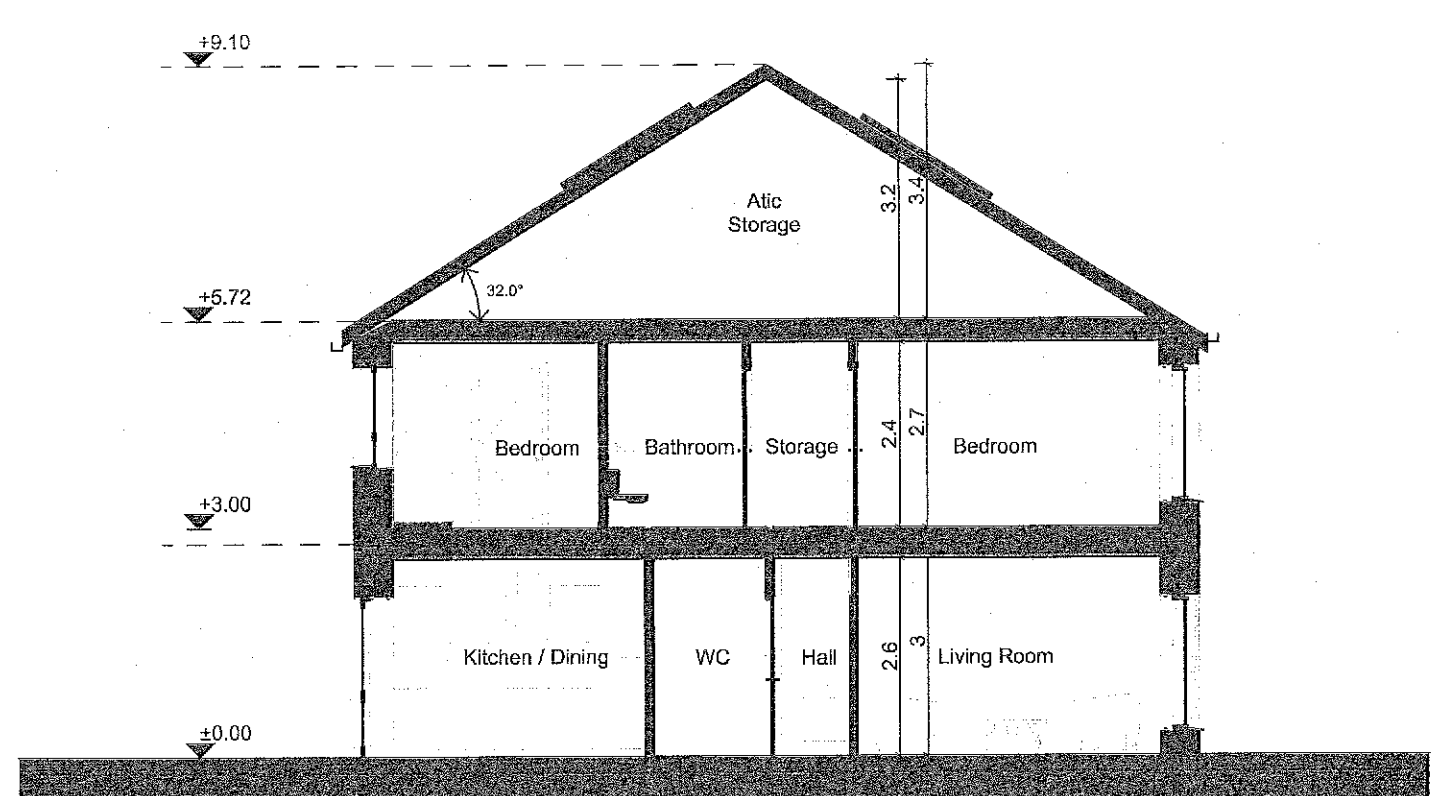 +9.10
3.2
3.4
Atic
Storage
32.0°
+5.72
2.4
2.7
Bedroom
Bathroom
Storage
Bedroom
+3.00
2.6
3
Kitchen / Dining
WC
Hall
Living Room
±0.00